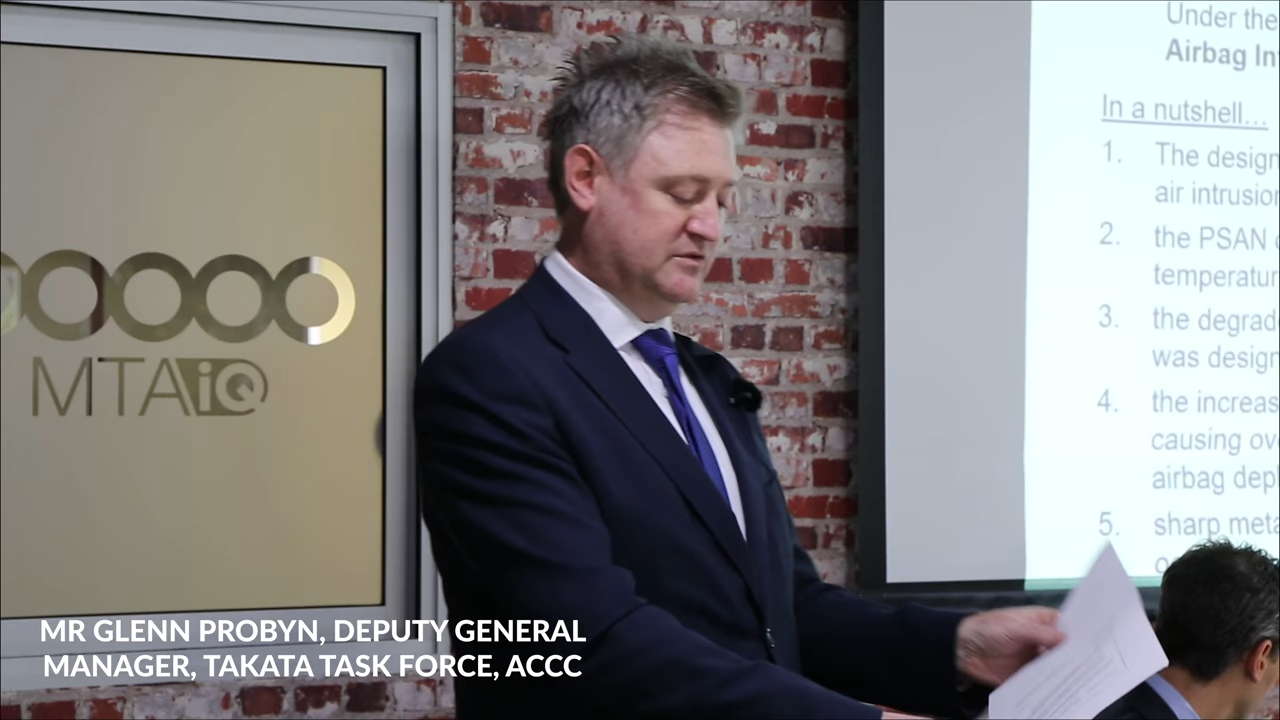 MTAiQ
Under the
Airbag In
In a nutshell...
1. The design
air intrusion
2. the PSAN
temperatur
3. the degrad
was design
4. the increas
causing ov
airbag dep
5. sharp meta
MR GLENN PROBYN, DEPUTY GENERAL
MANAGER, TAKATA TASK FORCE, ACCC